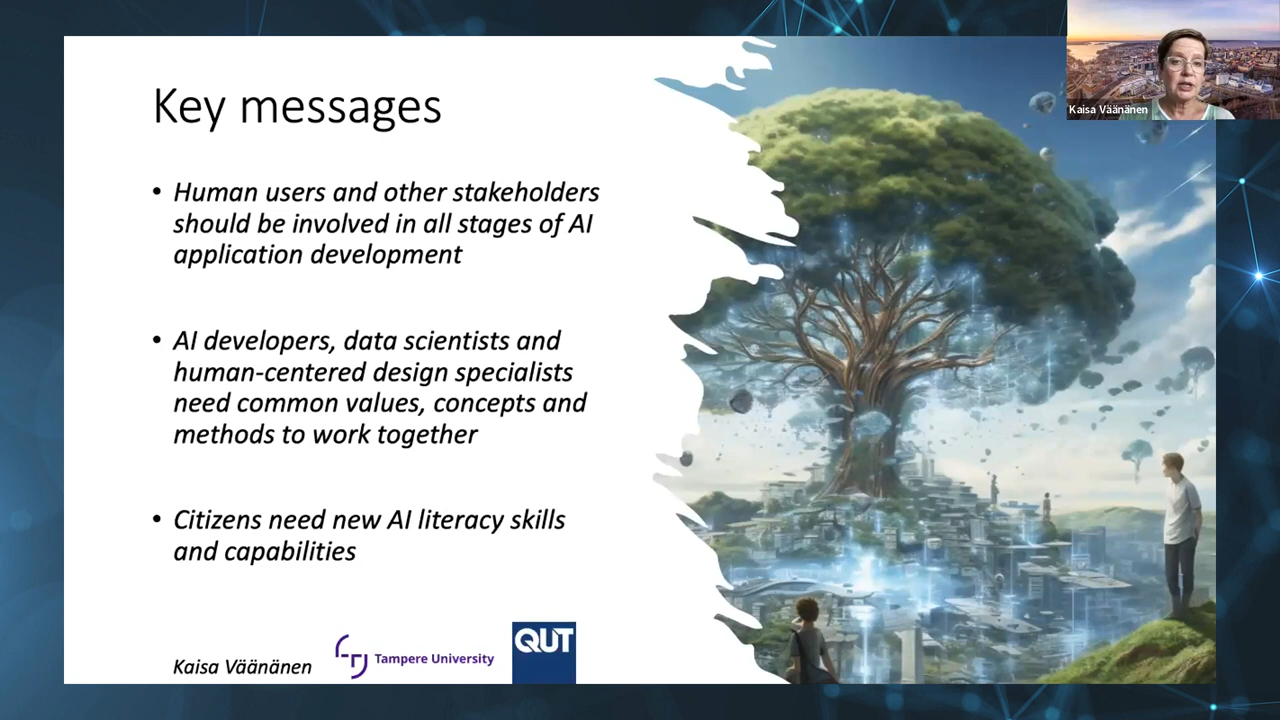 Kaisa Väänänen
Key messages
• Human users and other stakeholders
should be involved in all stages of AI
application development
• AI developers, data scientists and
human-centered design specialists
need common values, concepts and
methods to work together
• Citizens need new AI literacy skills
and capabilities
Kaisa Väänänen
Tampere University
QUT